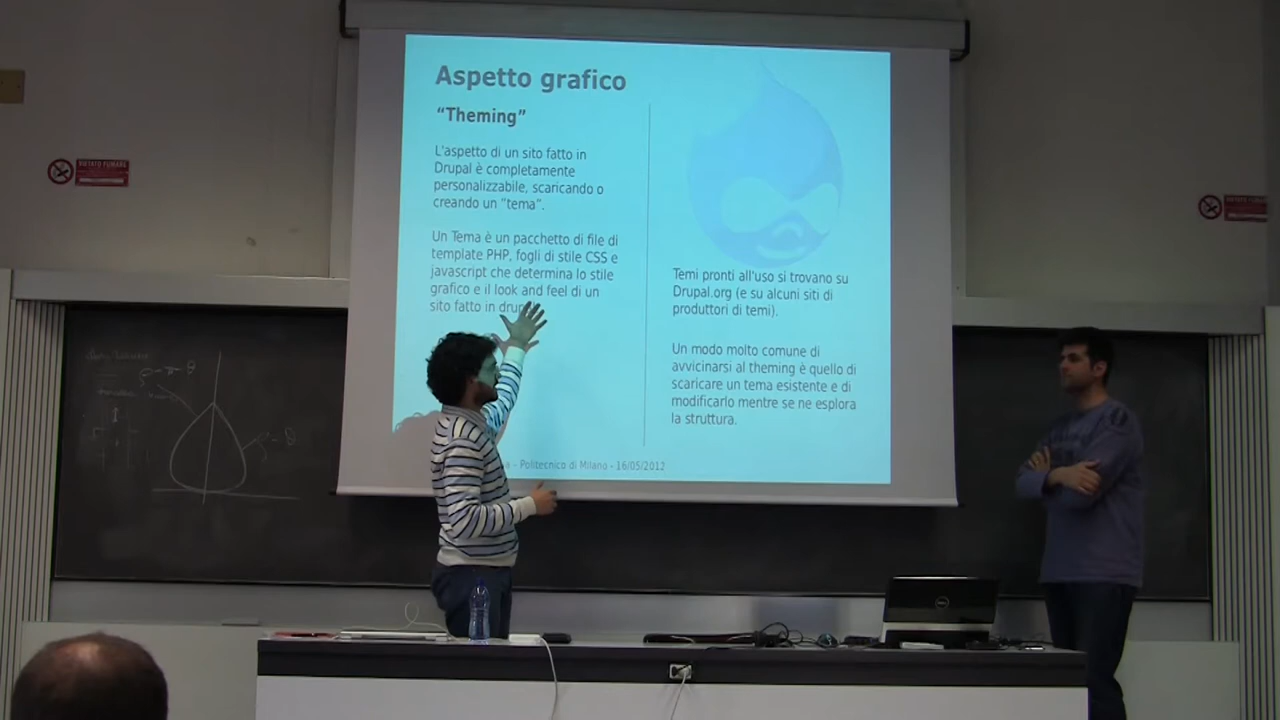 Aspetto grafico
“Theming”
L'aspetto di un sito fatto in
Drupal è completamente
personalizzabile, scaricando o
creando un “tema”.
Un Tema è un pacchetto di file di
template PHP, fogli di stile CSS e
javascript che determina lo stile
grafico e il look and feel di un
sito fatto in
Temi pronti all'uso si trovano su
Drupal.org (e su alcuni siti di
produttori di temi).
Un modo molto comune di
avvicinarsi al theming è quello di
scaricare un tema esistente e di
modificarlo mentre se ne esplora
la struttura.
- Politecnico di Milano - 16/05/2012
VIETATO FUMARE